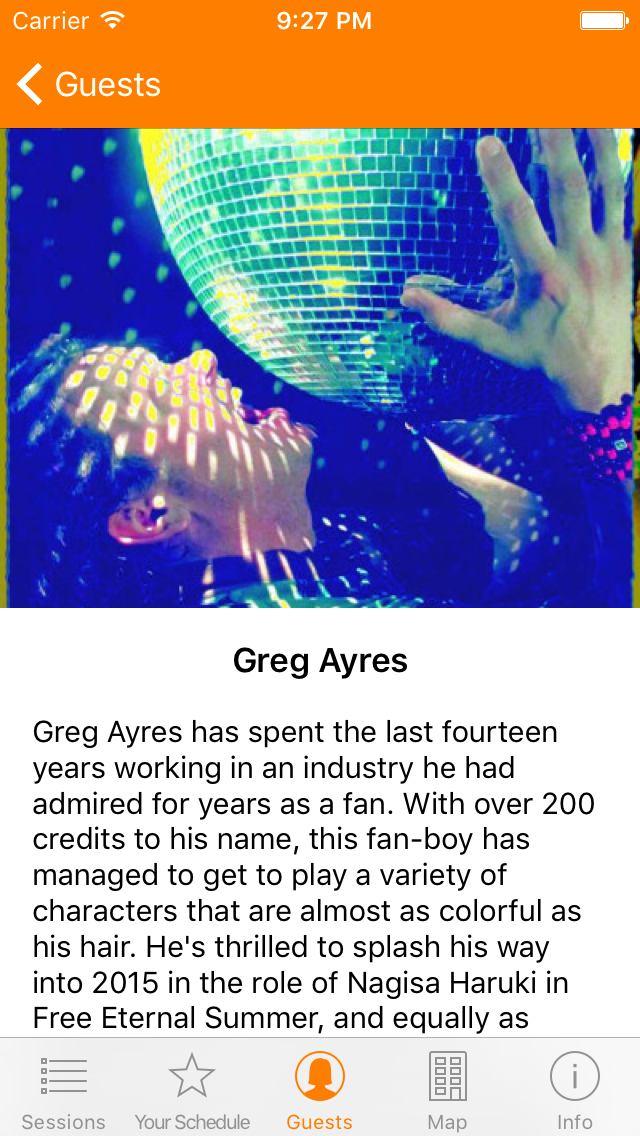 Carrier 9:27 PM
Guests
Greg Ayres
Greg Ayres has spent the last fourteen
years working in an industry he had
admired for years as a fan. With over 200
credits to his name, this fan-boy has
managed to get to play a variety of
characters that are almost as colorful as
his hair. He's thrilled to splash his way
into 2015 in the role of Nagisa Haruki in
Free Eternal Summer, and equally as
Sessions Your Schedule Guests Map Info